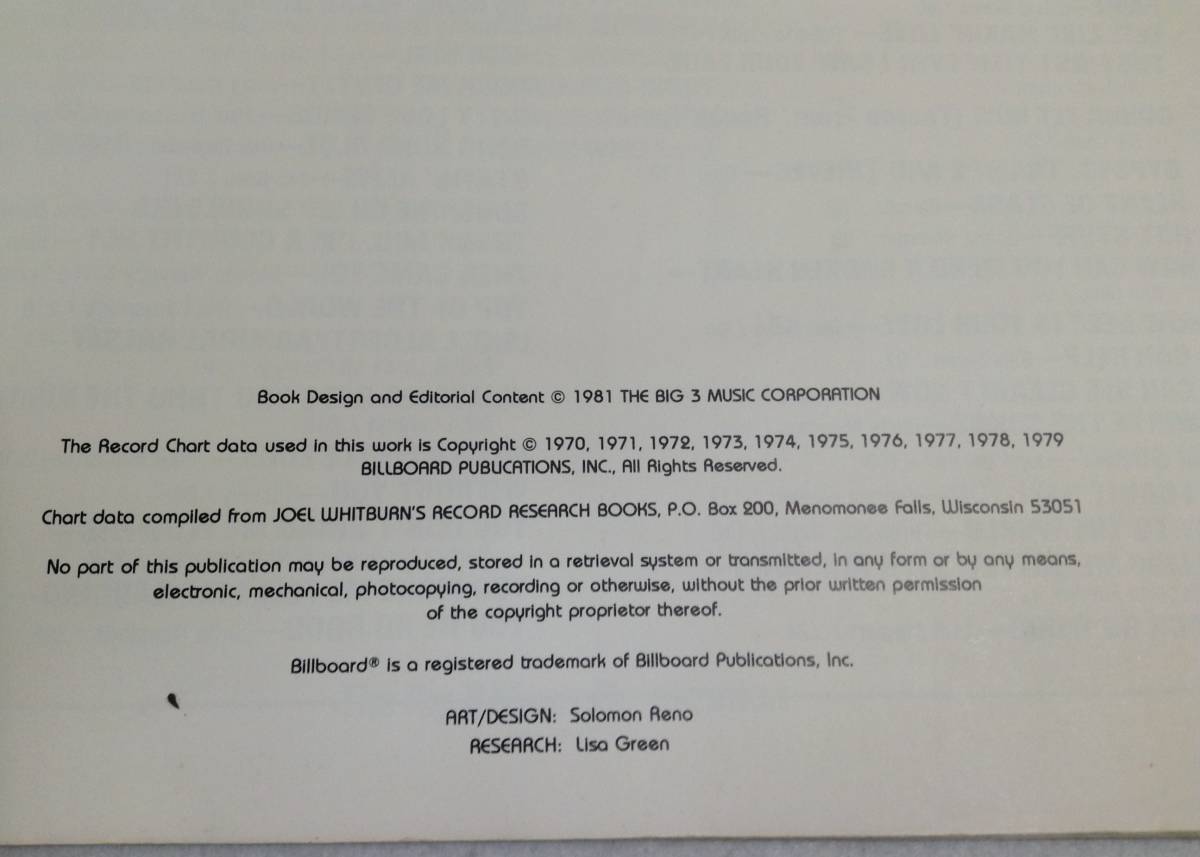 Book Design and Editorial Content © 1981 THE BIG 3 MUSIC CORPORATION
The Record Chart data used in this work is Copyright © 1970, 1971, 1972, 1973, 1974, 1975, 1976, 1977, 1978, 1979
BILLBOARD PUBUCATIONS, INC., All Rights Reserved.
Chart data compiled from JOEL WHITBURN'S RECORD RESEARCH BOOKS, P.O. Box 200, Menomonee Falls, Wisconsin 53051
No part of this publication may be reproduced, stored in a retrieval system or transmitted, in any form or by any means,
electronic, mechanical, photocopying, recording or otherwise, without the prior written permission
of the copyright proprietor thereof.
Billboard® is a registered trademark of Billboard Publications, Inc.
ART/DESIGN: Solomon Reno
RESEARCH: Lisa Green